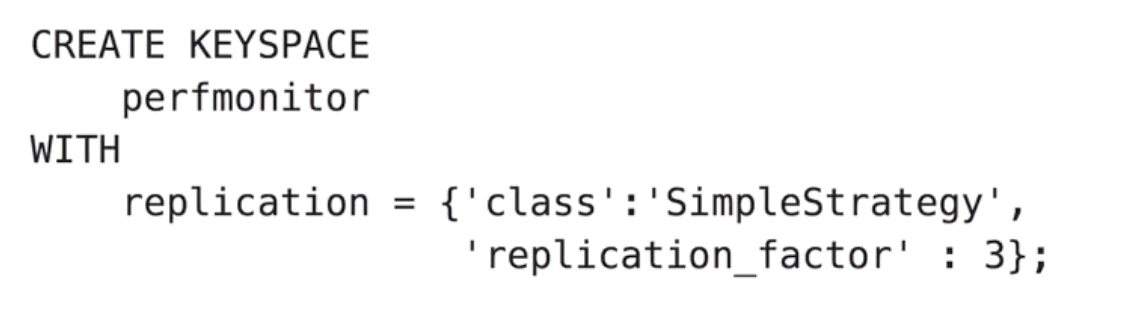 CREATE KEYSPACE
    perfmonitor
WITH
    replication = {'class':'SimpleStrategy',
                   'replication_factor' : 3};